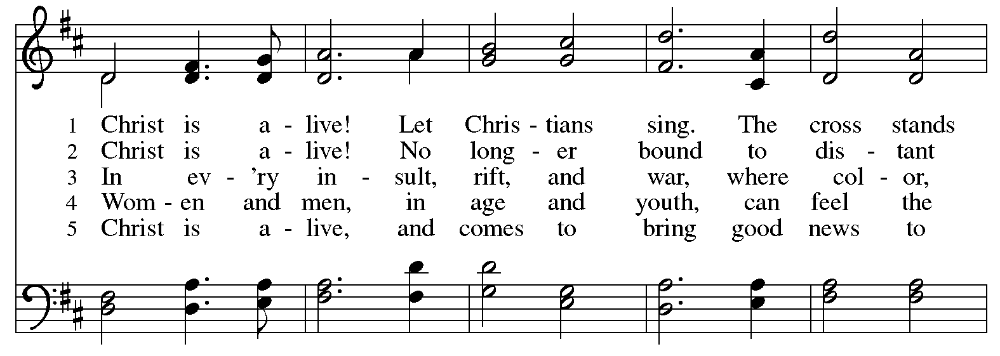 1 Christ is a - live! Let Chris - tians sing. The cross stands
2 Christ is a - live! No long - er bound to dis - tant
3 In ev - ’ry in - sult, rift, and war, where col - or,
4 Wom - en and men, in age and youth, can feel the
5 Christ is a - live, and comes to bring good news to